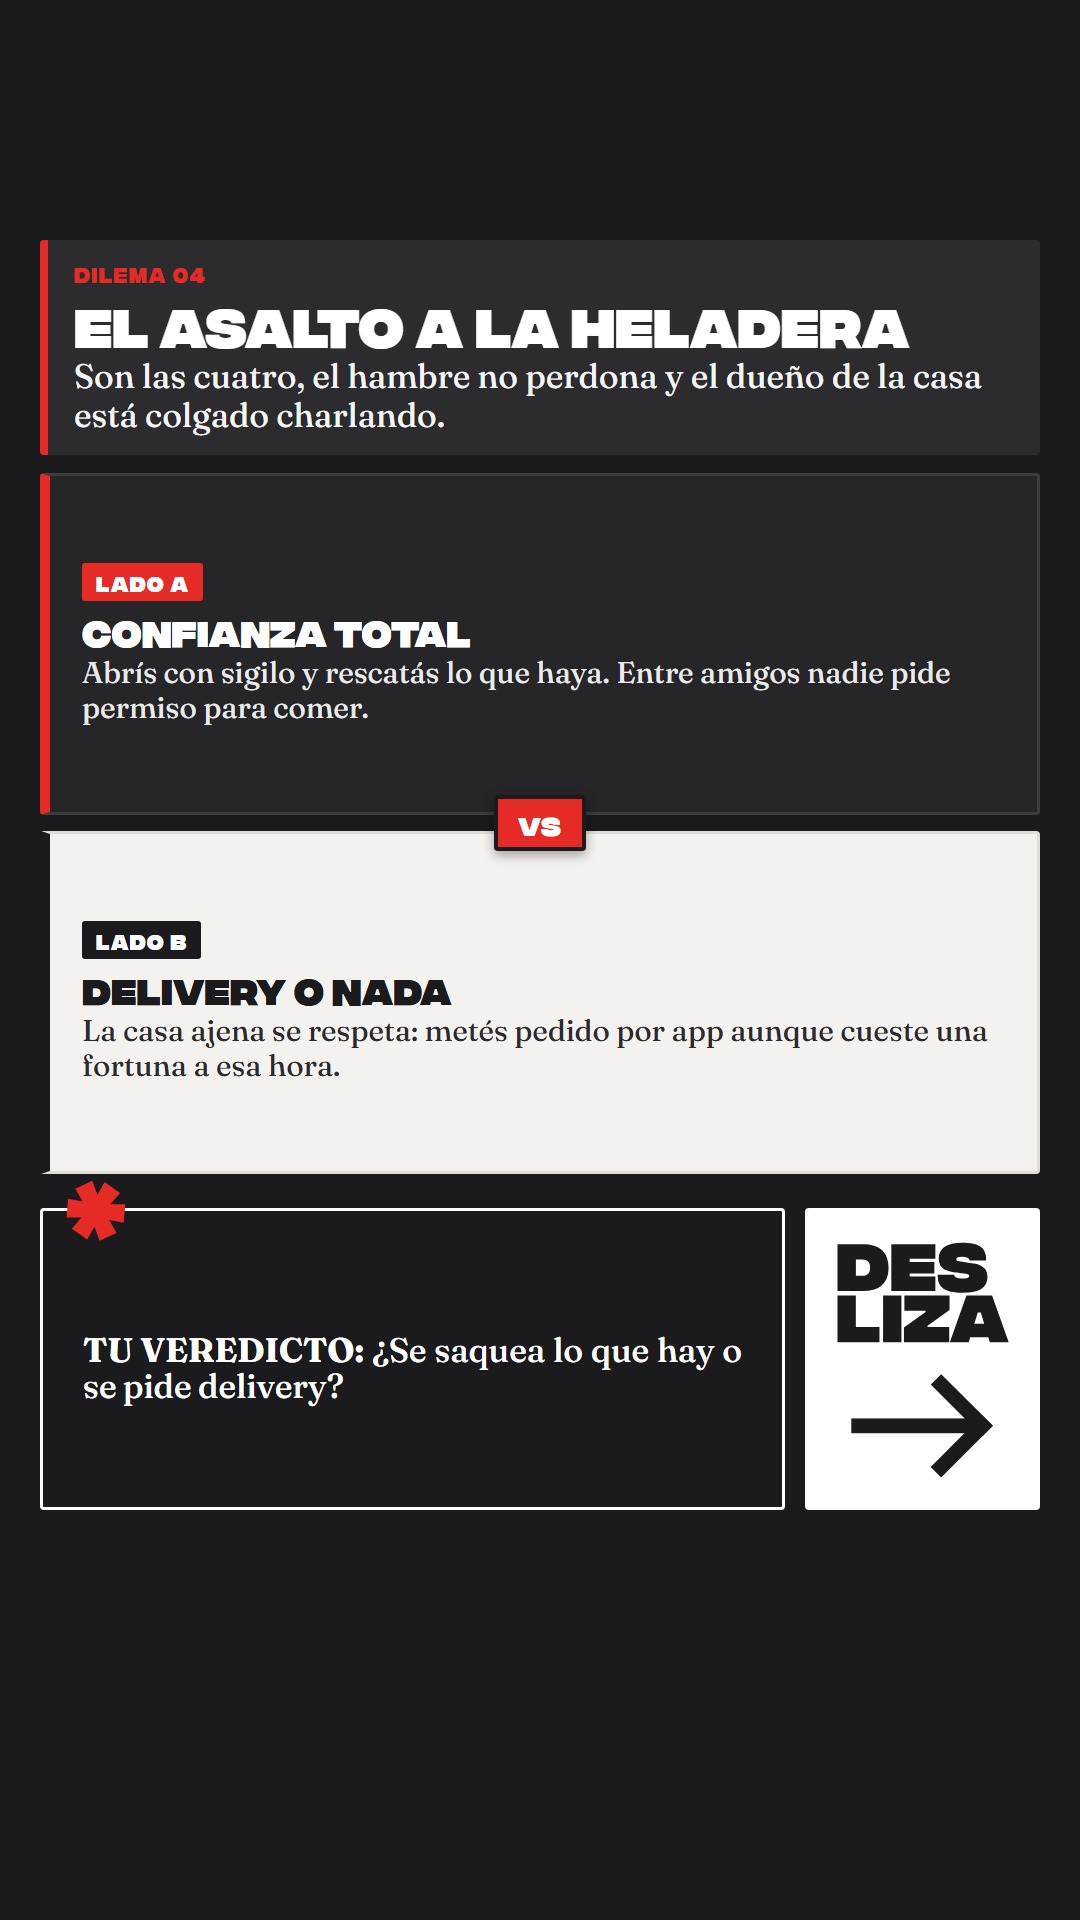 DILEMA 04
EL ASALTO A LA HELADERA
Son las cuatro, el hambre no perdona y el dueño de la casa
está colgado charlando.
LADO A
CONFIANZA TOTAL
Abrís con sigilo y rescatás lo que haya. Entre amigos nadie pide
permiso para comer.
VS
LADO B
DELIVERY O NADA
La casa ajena se respeta: metés pedido por app aunque cueste una
fortuna a esa hora.
TU VEREDICTO: ¿Se saquea lo que hay o
se pide delivery?
DES
LIZA